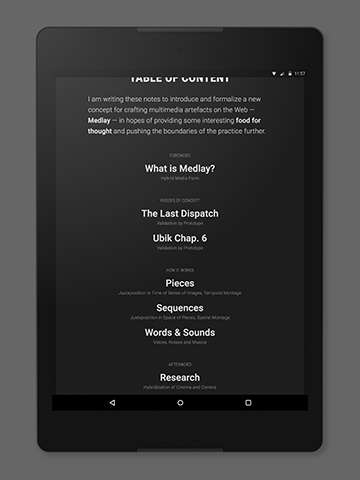 11:57
TABLE OF CONTENT
I am writing these notes to introduce and formalize a new
concept for crafting multimedia artefacts on the Web —
Medlay — in hopes of providing some interesting food for
thought and pushing the boundaries of the practice further.
FOREWORD
What is Medlay?
Hybrid Media Form
PROOFS OF CONCEPT
The Last Dispatch
Validation by Prototype
Ubik Chap. 6
Validation by Prototype
HOW IT WORKS
Pieces
Juxtaposition in Time of Series of Images, Temporal Montage
Sequences
Juxtaposition in Space of Pieces, Spatial Montage
Words & Sounds
Voices, Noises and Musics
AFTERWORD
Research
Hybridisation of Cinema and Comics